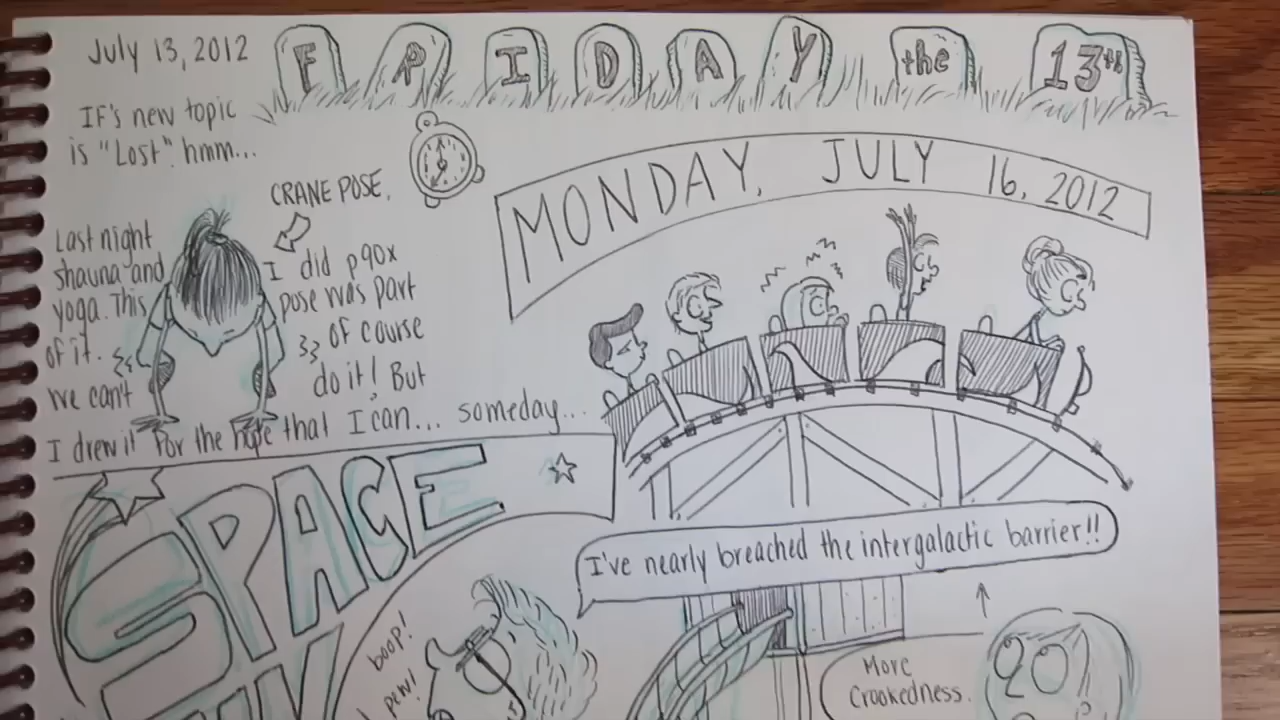 July 13, 2012
FRIDAY the 13th
IF's new topic
is "Lost". hmm...
CRANE POSE.
Last night I did p90x
shauna and pose was part
yoga. This of course
of it. do it! But
we can't
I drew it for the hope that I can... someday...
MONDAY, JULY 16, 2012
SPACE
I've nearly breached the intergalactic barrier!!
boop!
pew!
More
Crookedness.